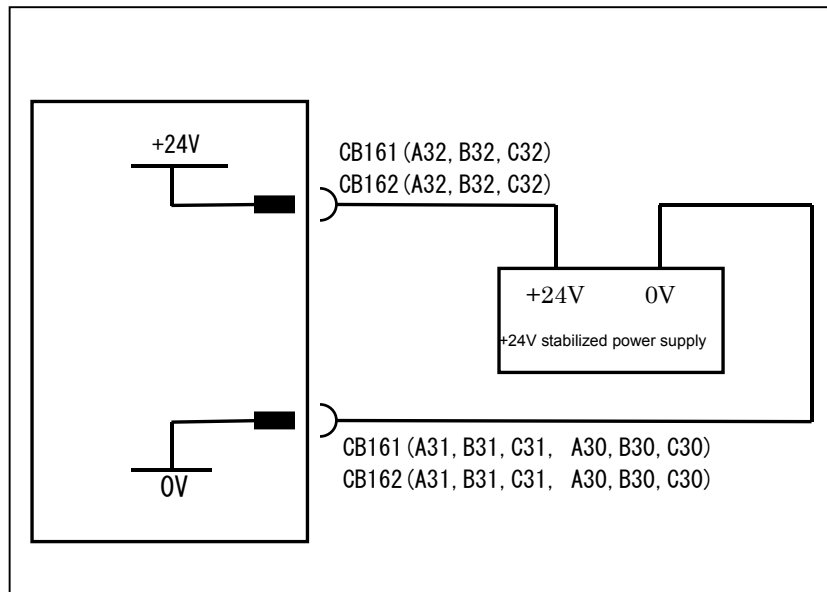 +24V
CB161(A32, B32, C32)
CB162(A32, B32, C32)
+24V 0V
+24V stabilized power supply
CB161(A31, B31, C31, A30, B30, C30)
0V
CB162(A31, B31, C31, A30, B30, C30)